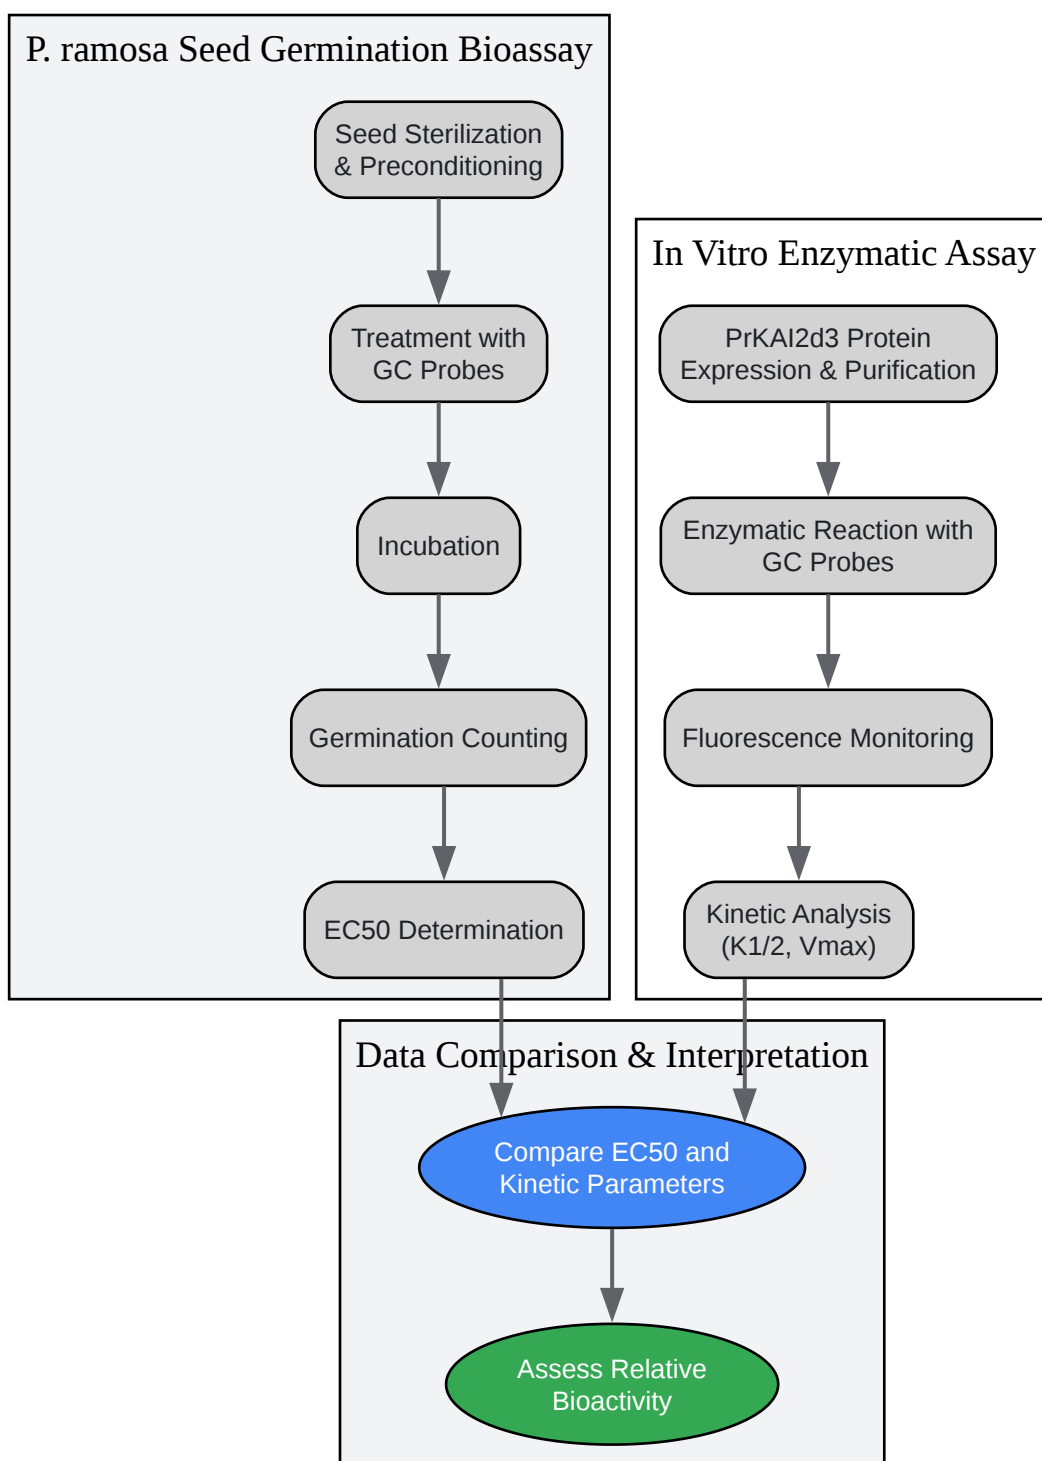 P. ramosa Seed Germination Bioassay
Seed Sterilization
& Preconditioning
Treatment with
GC Probes
Incubation
Germination Counting
EC50 Determination
In Vitro Enzymatic Assay
PrKAI2d3 Protein
Expression & Purification
Enzymatic Reaction with
GC Probes
Fluorescence Monitoring
Kinetic Analysis
(K1/2, Vmax)
Data Comparison & Interpretation
Compare EC50 and
Kinetic Parameters
Assess Relative
Bioactivity